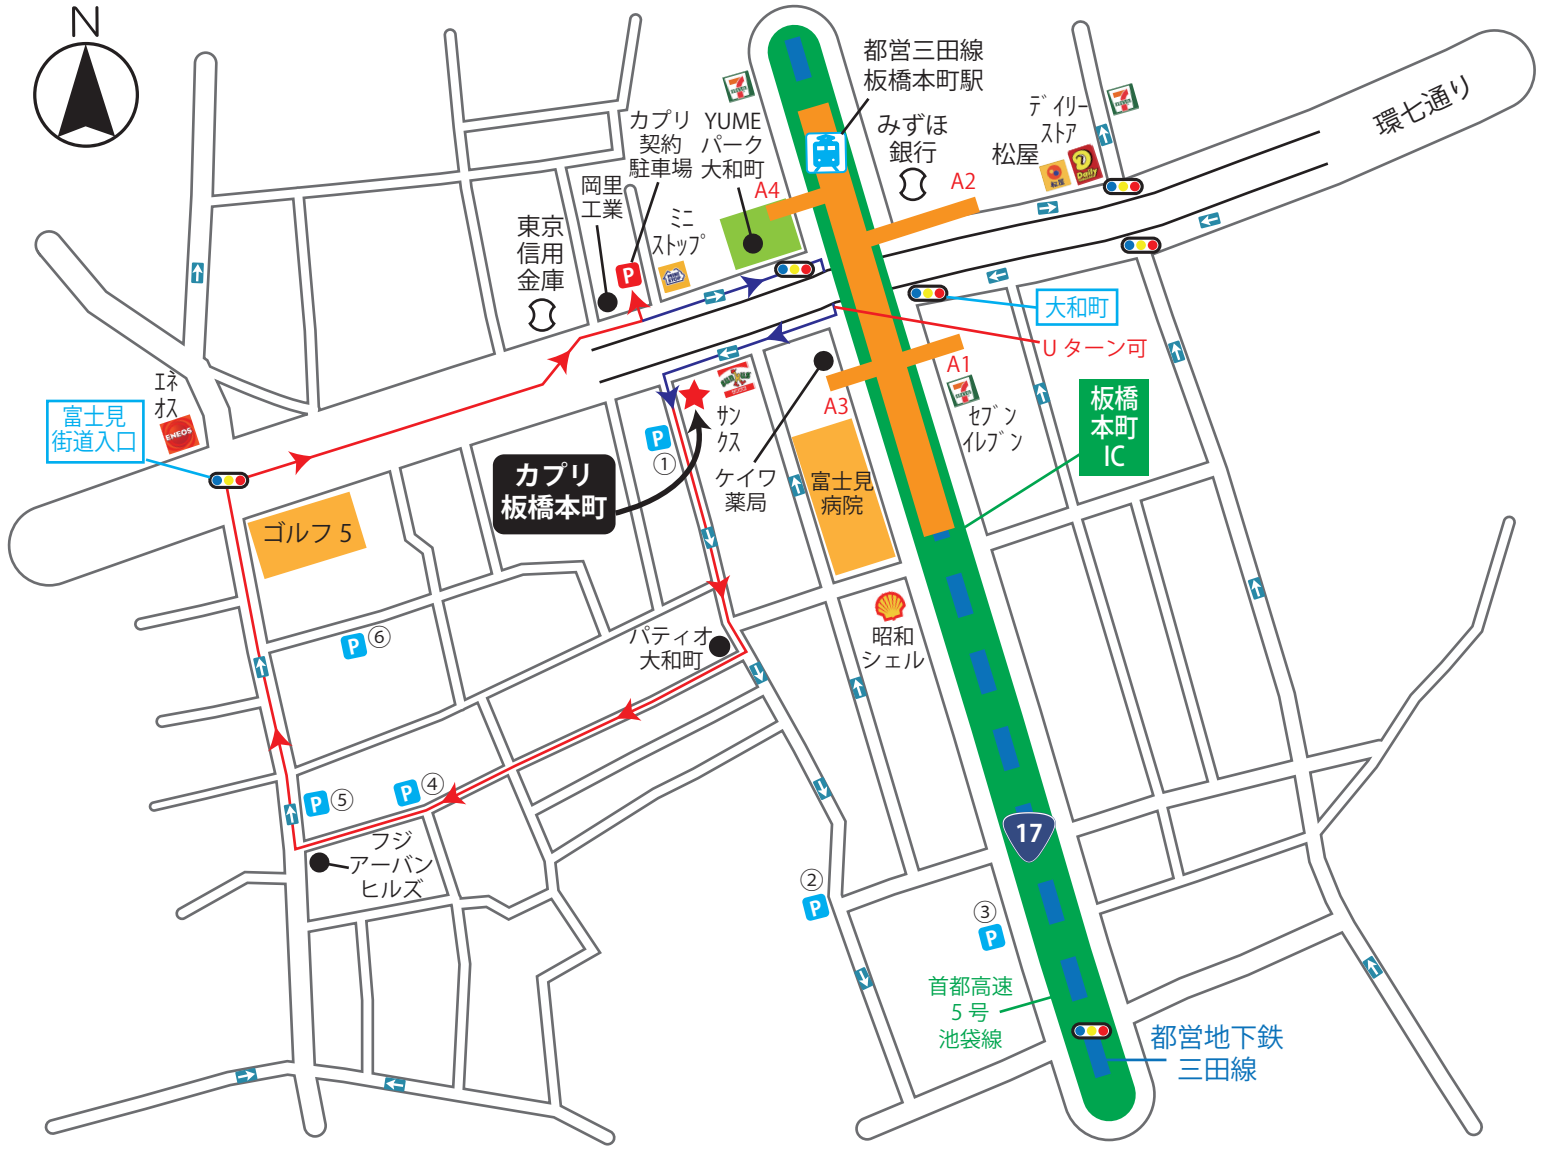 N
都営三田線
板橋本町駅
環七通り
デイリー
ストア
松屋
松屋
Daily
みずほ
銀行
カプリ
契約
駐車場
YUME
パーク
大和町
A4
A2
岡里
工業
P
ミニ
ストップ
東京
信用
金庫
大和町
Uターン可
エネ
オス
ENEOS
富士見
街道入口
A1
A3
セブン
イレブン
板橋
本町
IC
サン
クス
P
①
ケイワ
薬局
カプリ
板橋本町
富士見
病院
ゴルフ5
昭和
シェル
パティオ
大和町
P
⑥
P
⑤
P
④
フジ
アーバン
ヒルズ
17
②
P
③
P
首都高速
5号
池袋線
都営地下鉄
三田線